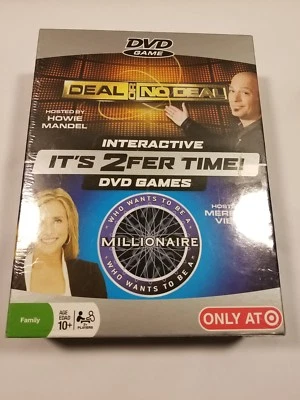 DVD
GAME
DEAL OR NO DEAL
HOSTED BY
HOWIE
MANDEL
INTERACTIVE
IT'S 2FER TIME!
DVD GAMES
WHO WANTS TO BE A
MILLIONAIRE
WHO WANTS TO BE A
Family
AGE
EDAD
10+
PLAYERS
ONLY AT